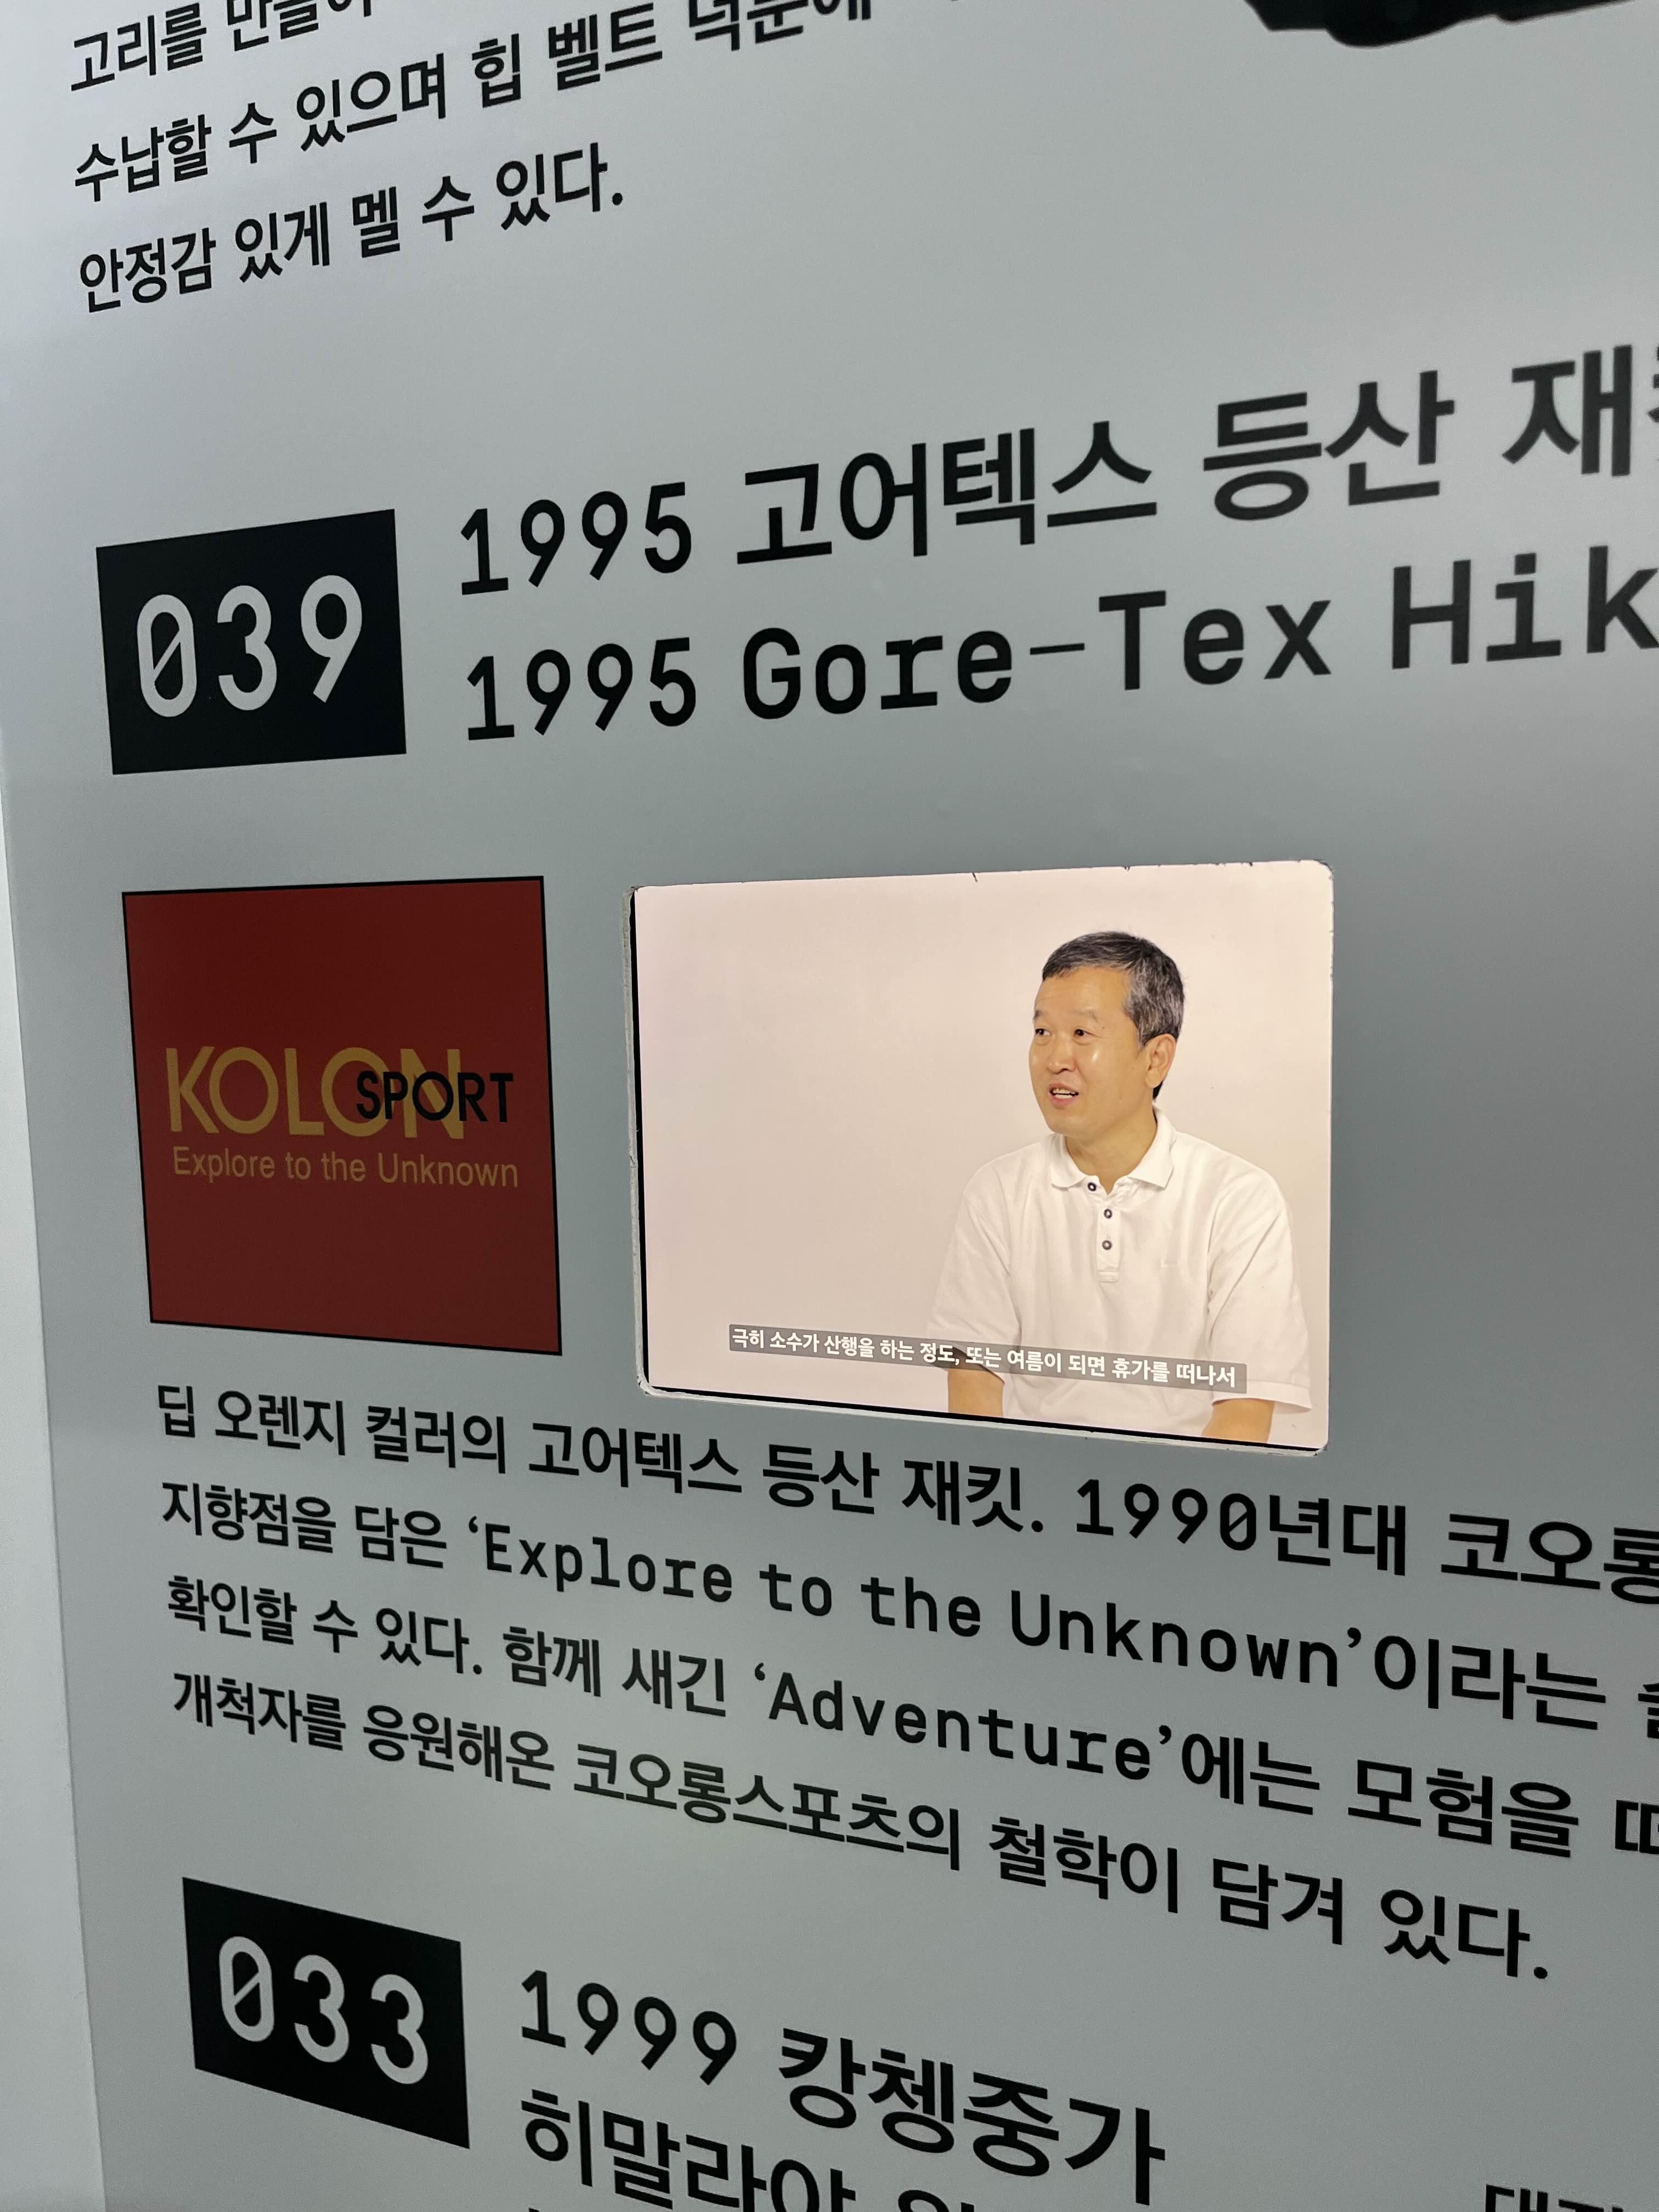 고리를 만들어
수납할 수 있으며 힙 벨트 덕분에
안정감 있게 멜 수 있다.
039
1995 고어텍스 등산
1995 Gore-Tex
KOLON SPORT
Explore to the Unknown
극히 소수가 산행을 하는 정도, 또는 여름이 되면 휴가를 떠나서
딥 오렌지 컬러의 고어텍스 등산 재킷. 1990년대
지향점을 담은 ‘Explore to the Unknown’이라는
확인할 수 있다. 함께 새긴 ‘Adventure’에는 모험을
개척자를 응원해온 코오롱스포츠의 철학이 담겨 있다.
033
1999 캉첸중가
히말라야